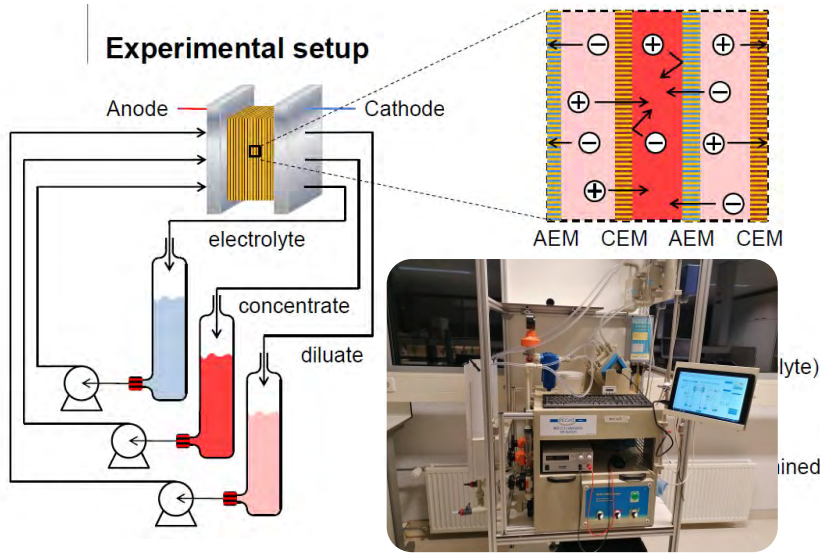 Experimental setup
Anode
Cathode
electrolyte
concentrate
diluate
AEM CEM AEM CEM
lyte)
ined